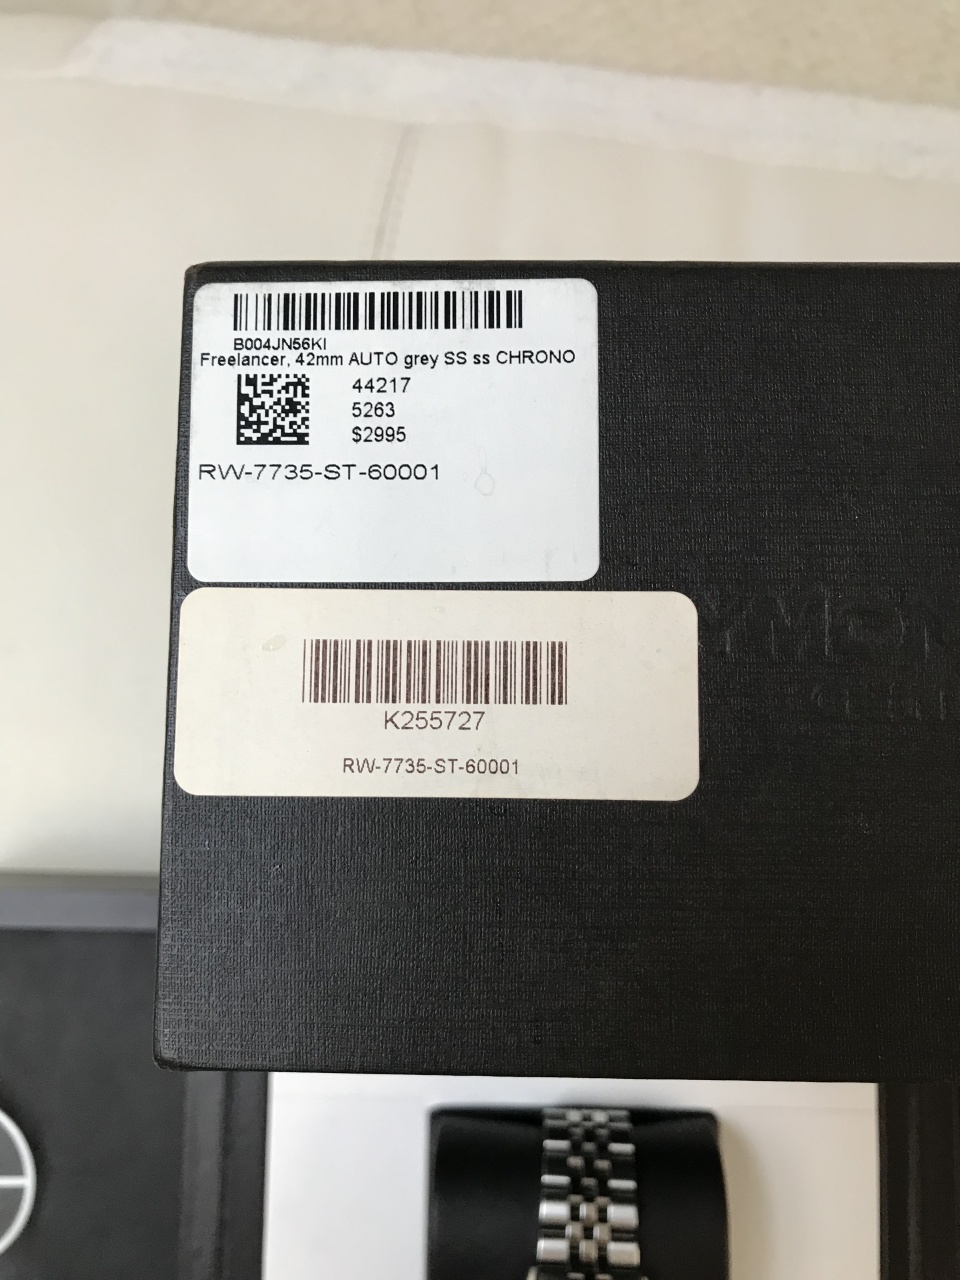 B004JN56KI
Freelancer, 42mm AUTO grey SS ss CHRONO
44217
5263
$2995
RW-7735-ST-60001
K255727
RW-7735-ST-60001